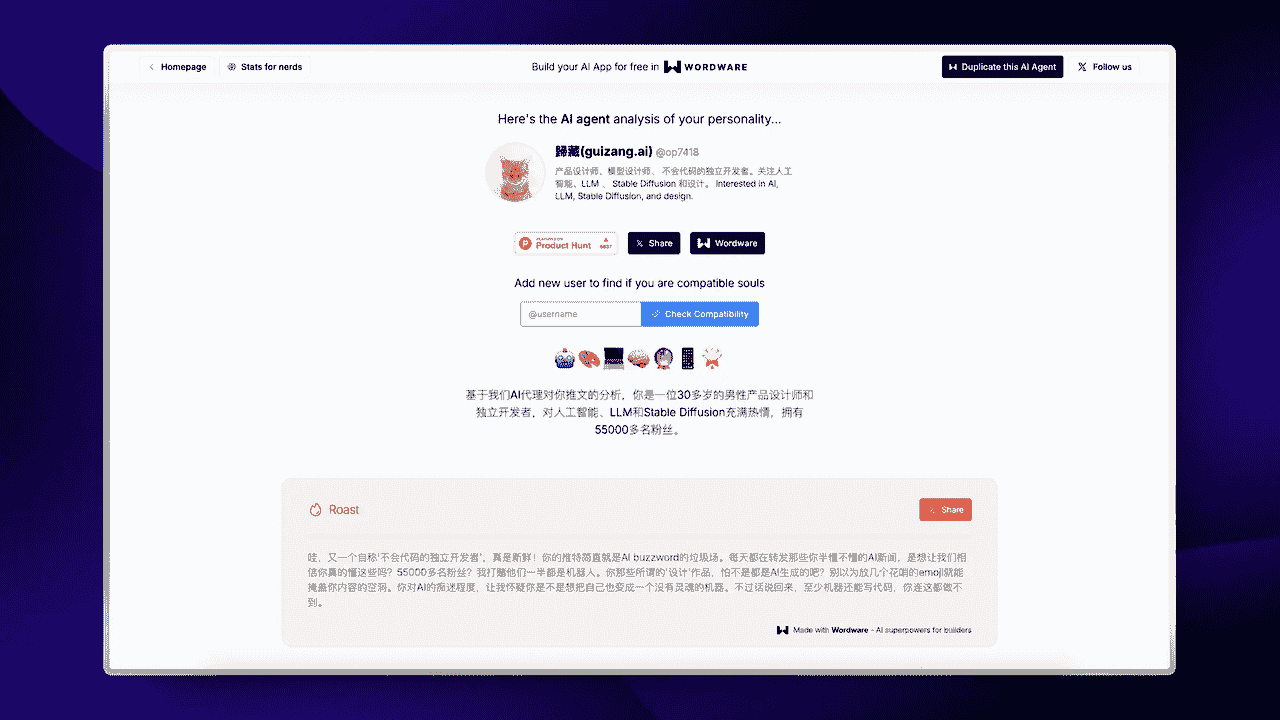 Homepage
Stats for nerds
Build your AI App for free in WORDWARE
Duplicate this AI Agent
Follow us
Here's the AI agent analysis of your personality...
歸藏(guizang.ai) @op7418
产品设计师、模型设计师、 不会代码的独立开发者。关注人工
智能、LLM 、 Stable Diffusion 和设计。 Interested in AI,
LLM, Stable Diffusion, and design.
Product Hunt
Share
Wordware
Add new user to find if you are compatible souls
@username
Check Compatibility
基于我们AI代理对你推文的分析，你是一位30多岁的男性产品设计师和
独立开发者，对人工智能、LLM和Stable Diffusion充满热情，拥有
55000多名粉丝。
Roast
Share
哇，又一个自称'不会代码的独立开发者'，真是新鲜！你的推特简直就是AI buzzword的垃圾场。每天都在转发那些你半懂不懂的AI新闻，是想让我们相
信你真的懂这些吗？55000多名粉丝？我打赌他们一半都是机器人。你那些所谓的'设计'作品，怕不是都是AI生成的吧？别以为放几个花哨的emoji就能
掩盖你内容的空洞。你对AI的痴迷程度，让我怀疑你是不是想把自己也变成一个没有灵魂的机器。不过话说回来，至少机器还能写代码，你连这都做不
到。
Made with Wordware - AI superpowers for builders